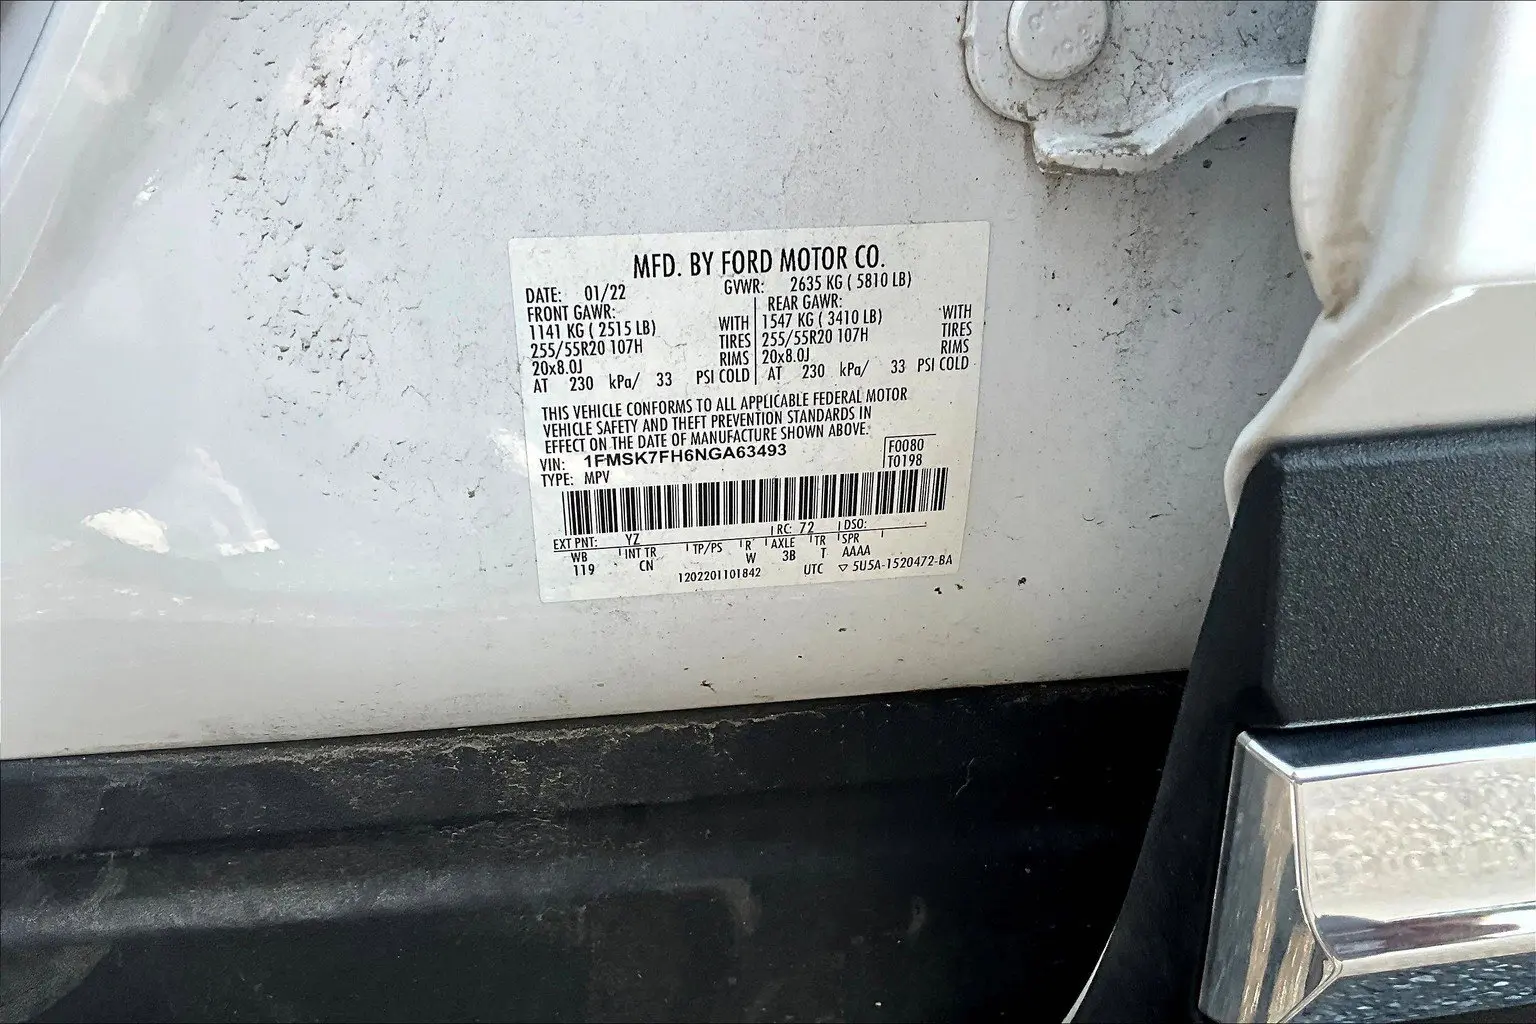 MFD. BY FORD MOTOR CO.
DATE: 01/22 GVWR: 2635 KG ( 5810 LB)
FRONT GAWR: REAR GAWR:
1141 KG ( 2515 LB) WITH 1547 KG ( 3410 LB) WITH
255/55R20 107H TIRES 255/55R20 107H TIRES
20x8.0J RIMS 20x8.0J RIMS
AT 230 kPa/ 33 PSI COLD AT 230 kPa/ 33 PSI COLD
THIS VEHICLE CONFORMS TO ALL APPLICABLE FEDERAL MOTOR
VEHICLE SAFETY AND THEFT PREVENTION STANDARDS IN
EFFECT ON THE DATE OF MANUFACTURE SHOWN ABOVE.
VIN: 1FMSK7FH6NGA63493 F0080
TYPE: MPV T0198
EXT PNT: YZ RC: 72 DSO:
WB INT TR TP/PS R AXLE TR SPR
119 CN W 3B T AAAA
1202201101842 UTC ▽ 5U5A-1520472-BA